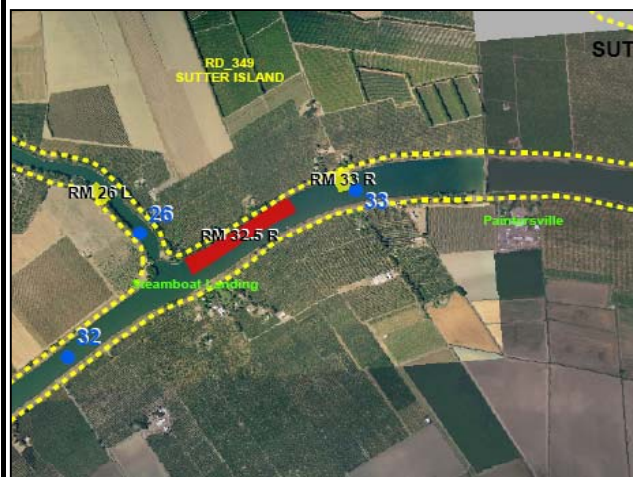 SUT
RD_349
SUTTER ISLAND
RM 33 R
33
RM 26 L
26
RM 32.5 R
Paintersville
Steamboat Landing
32